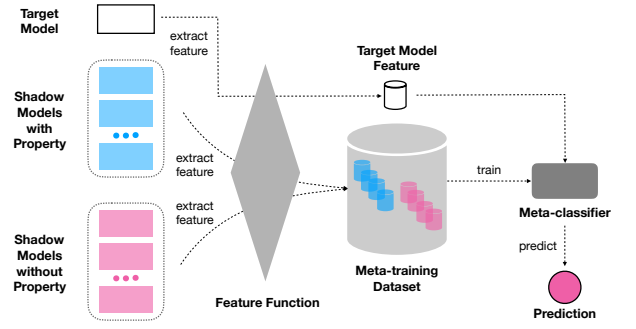 Target
Model
extract
feature
Target Model
Feature
Shadow
Models
with
Property
extract
feature
train
extract
feature
Meta-classifier
Shadow
Models
without
Property
predict
Feature Function
Meta-training
Dataset
Prediction